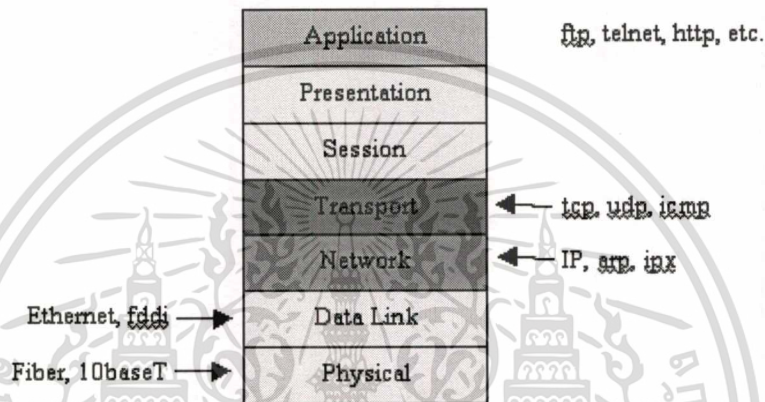 Application
ftp, telnet, http, etc.
Presentation
Session
Transport
tcp, udp, icmp
Network
IP, arp, ipx
Ethernet, fddi
Data Link
Fiber, 10baseT
Physical